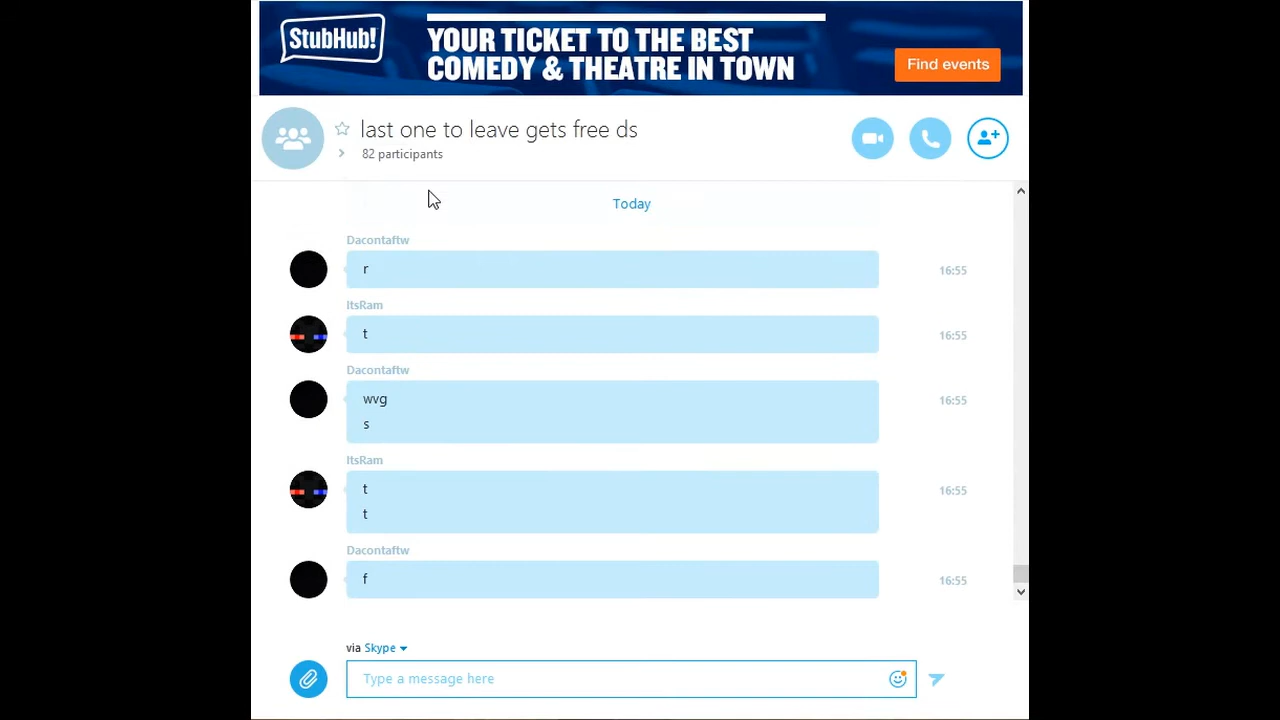 StubHub!
YOUR TICKET TO THE BEST
COMEDY & THEATRE IN TOWN
Find events
last one to leave gets free ds
82 participants
Today
Dacontaftw
r
16:55
ItsRam
t
16:55
Dacontaftw
wvg
16:55
s
ItsRam
t
16:55
t
Dacontaftw
f
16:55
via Skype
Type a message here